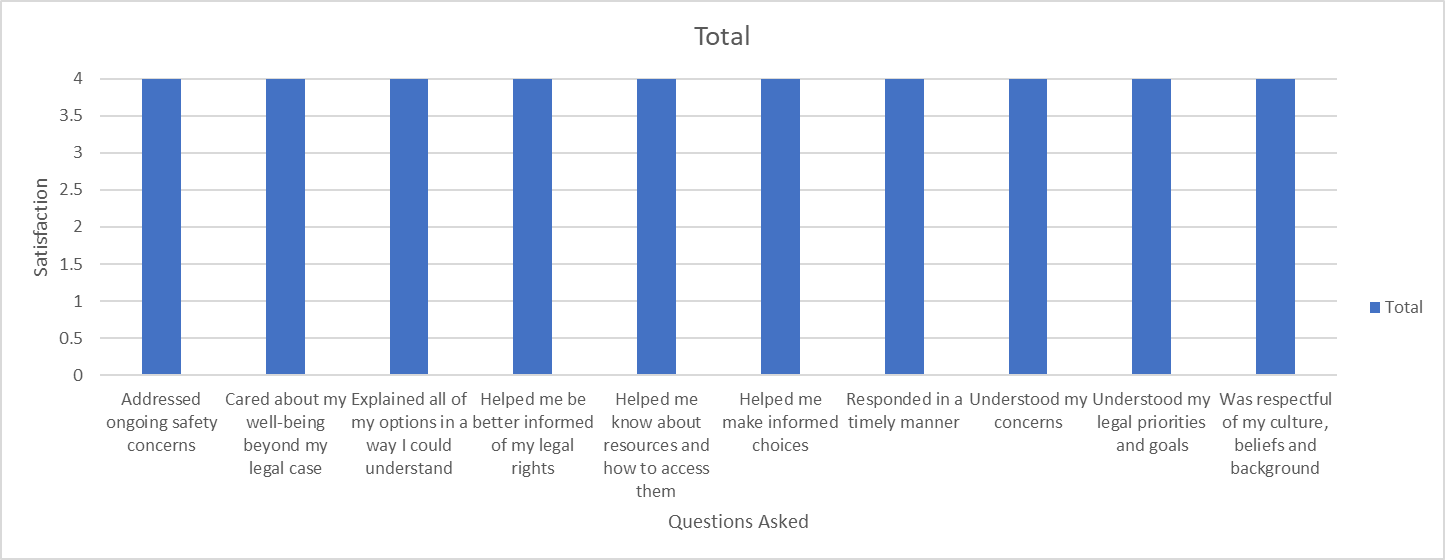 Total
4
3.5
3
2.5
2
1.5
1
0.5
0
Satisfaction
Addressed
ongoing safety
concerns
Cared about my
well-being
beyond my
legal case
Explained all of
my options in a
way I could
understand
Helped me be
better informed
of my legal
rights
Helped me
know about
resources and
how to access
them
Helped me
make informed
choices
Responded in a
timely manner
Understood my
concerns
Understood my
legal priorities
and goals
Was respectful
of my culture,
beliefs and
background
Questions Asked
Total